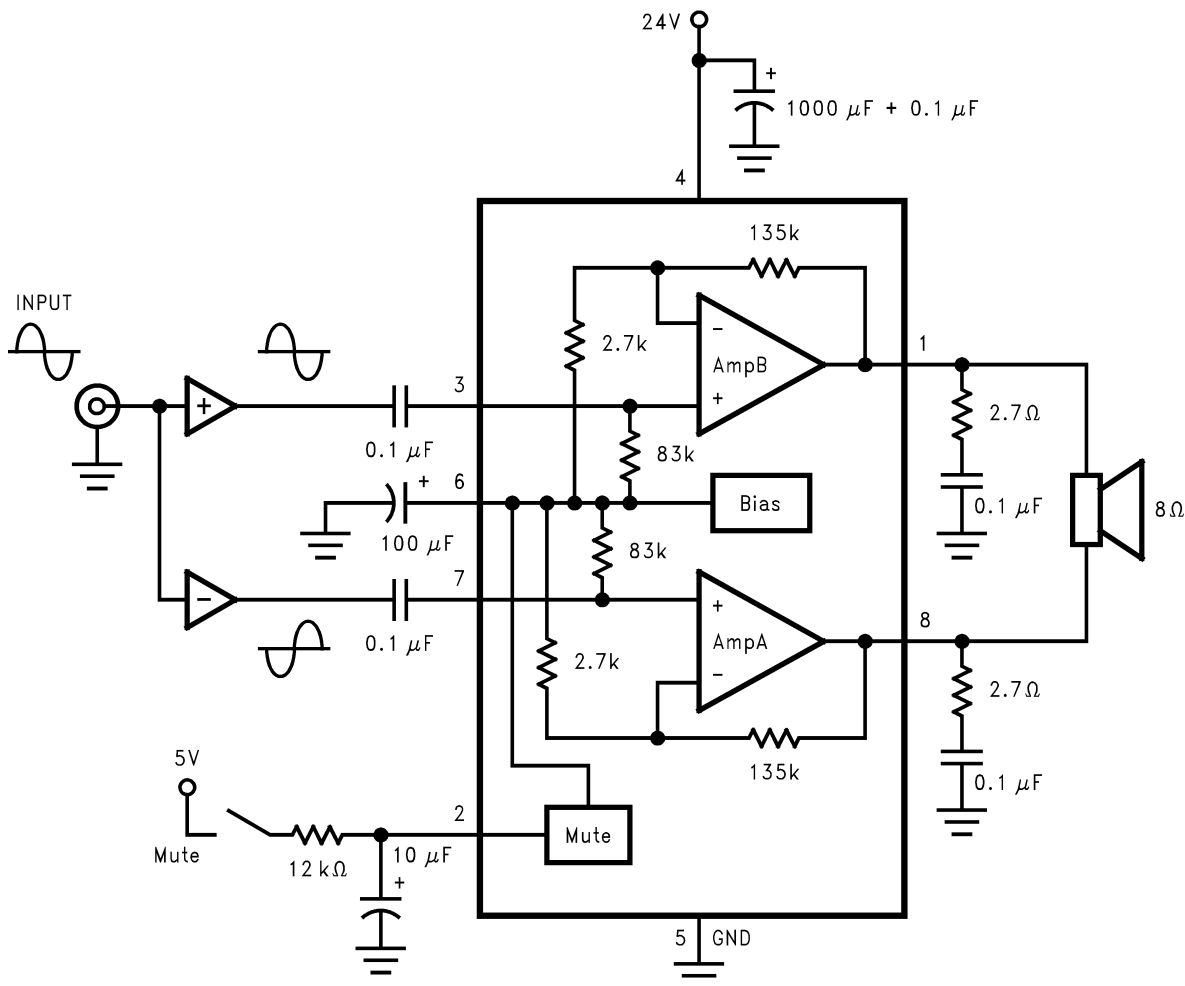 24V
+
1000 μF + 0.1 μF
4
135k
INPUT
2.7k
−
AmpB
+
1
+
3
0.1 μF
83k
2.7Ω
+
6
Bias
0.1 μF
8Ω
100 μF
83k
7
−
+
8
0.1 μF
AmpA
2.7k
−
2.7Ω
5V
135k
0.1 μF
2
Mute
Mute
12kΩ
10 μF
+
5 GND